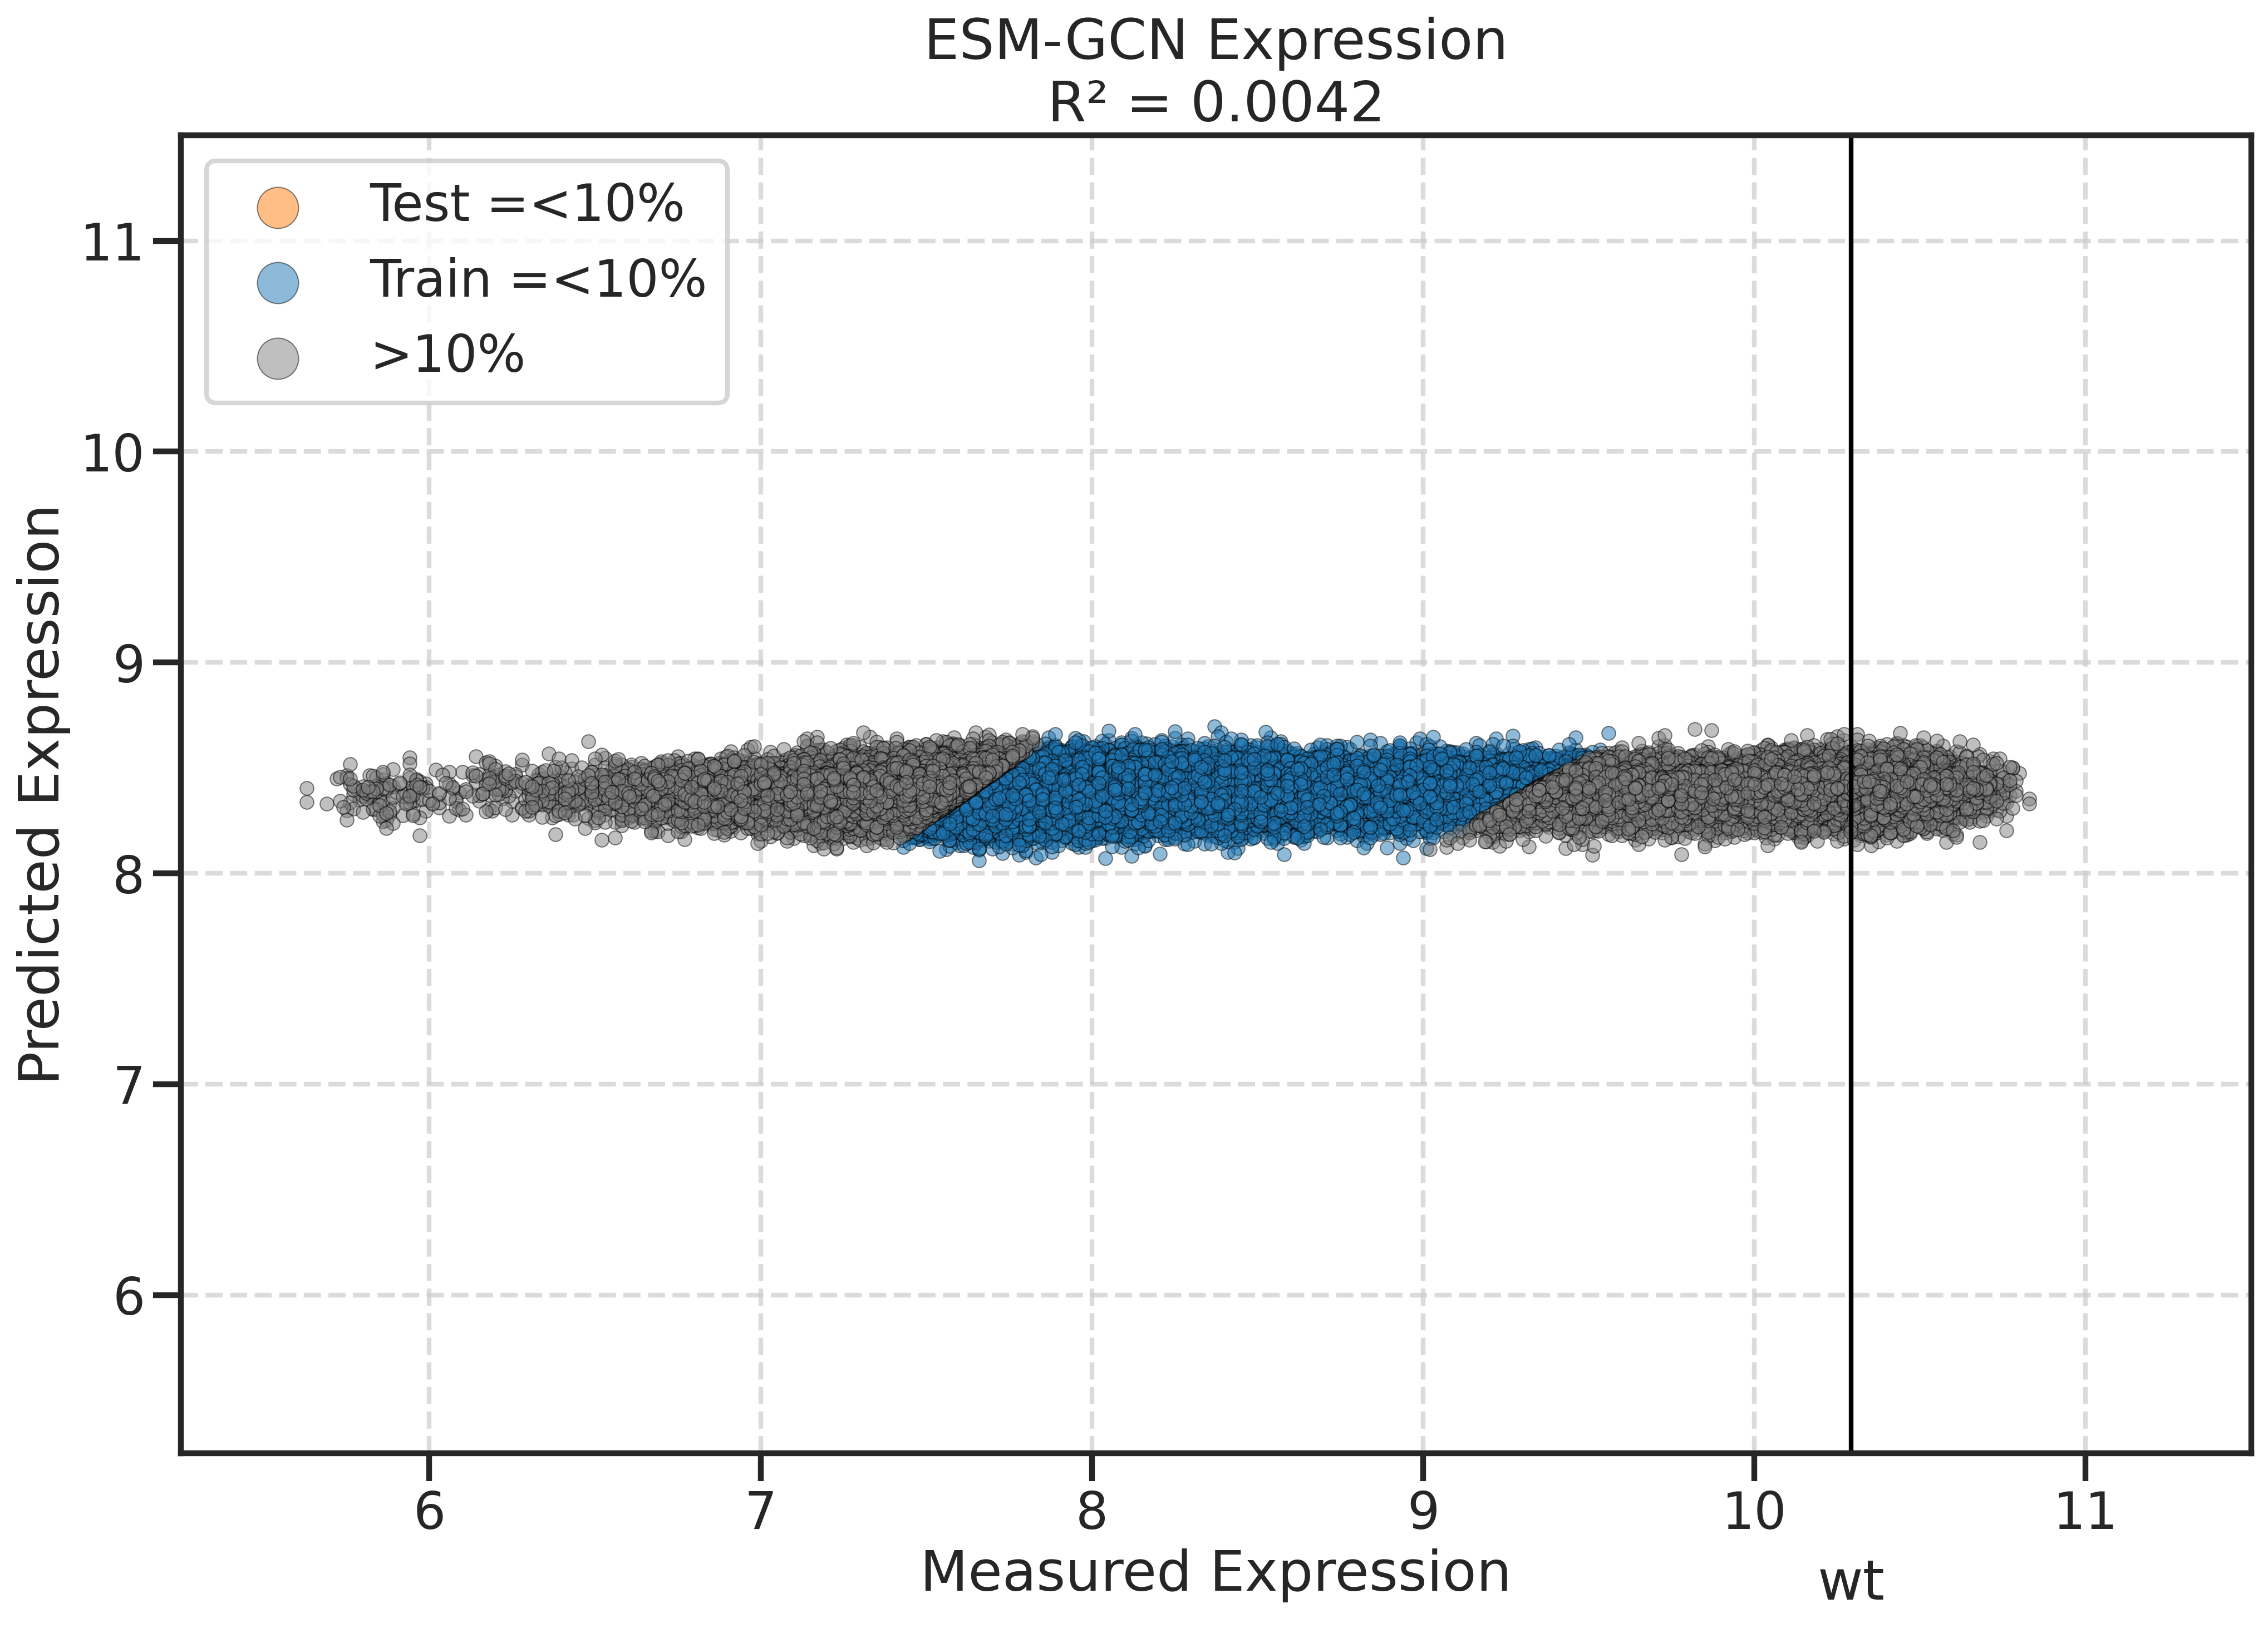 ESM-GCN Expression
R² = 0.0042
Test =<10%
Train =<10%
>10%
11
10
9
8
7
6
Predicted Expression
6
7
8
9
10
11
Measured Expression
wt